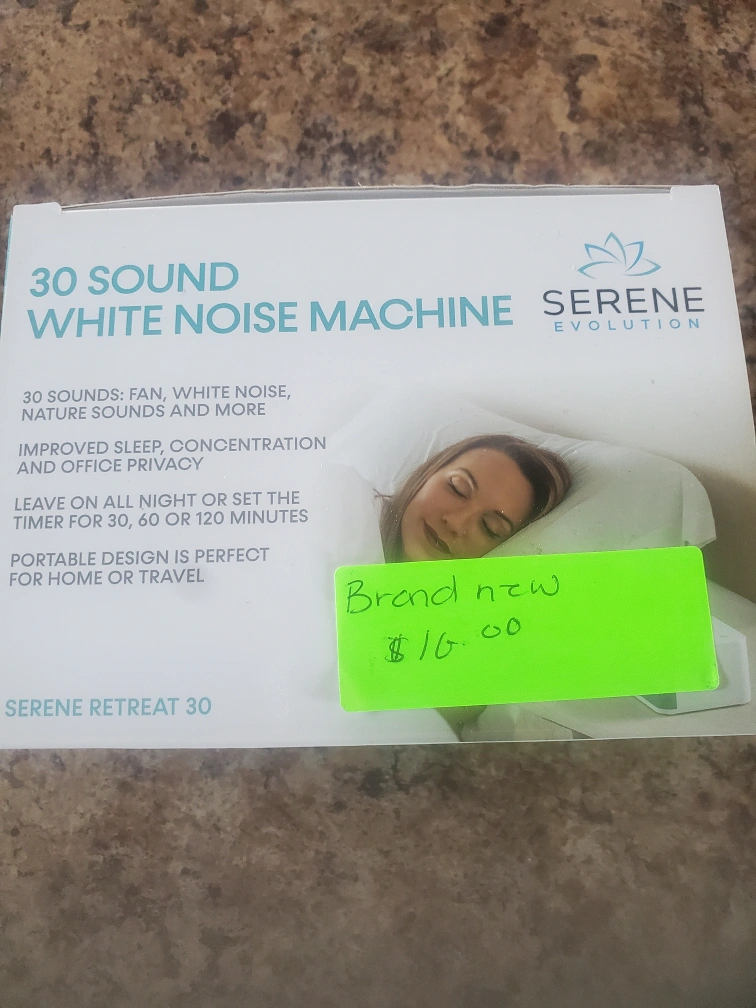 30 SOUND
WHITE NOISE MACHINE
SERENE
EVOLUTION
30 SOUNDS: FAN, WHITE NOISE,
NATURE SOUNDS AND MORE
IMPROVED SLEEP, CONCENTRATION
AND OFFICE PRIVACY
LEAVE ON ALL NIGHT OR SET THE
TIMER FOR 30, 60 OR 120 MINUTES
PORTABLE DESIGN IS PERFECT
FOR HOME OR TRAVEL
Brand new
$16.00
SERENE RETREAT 30